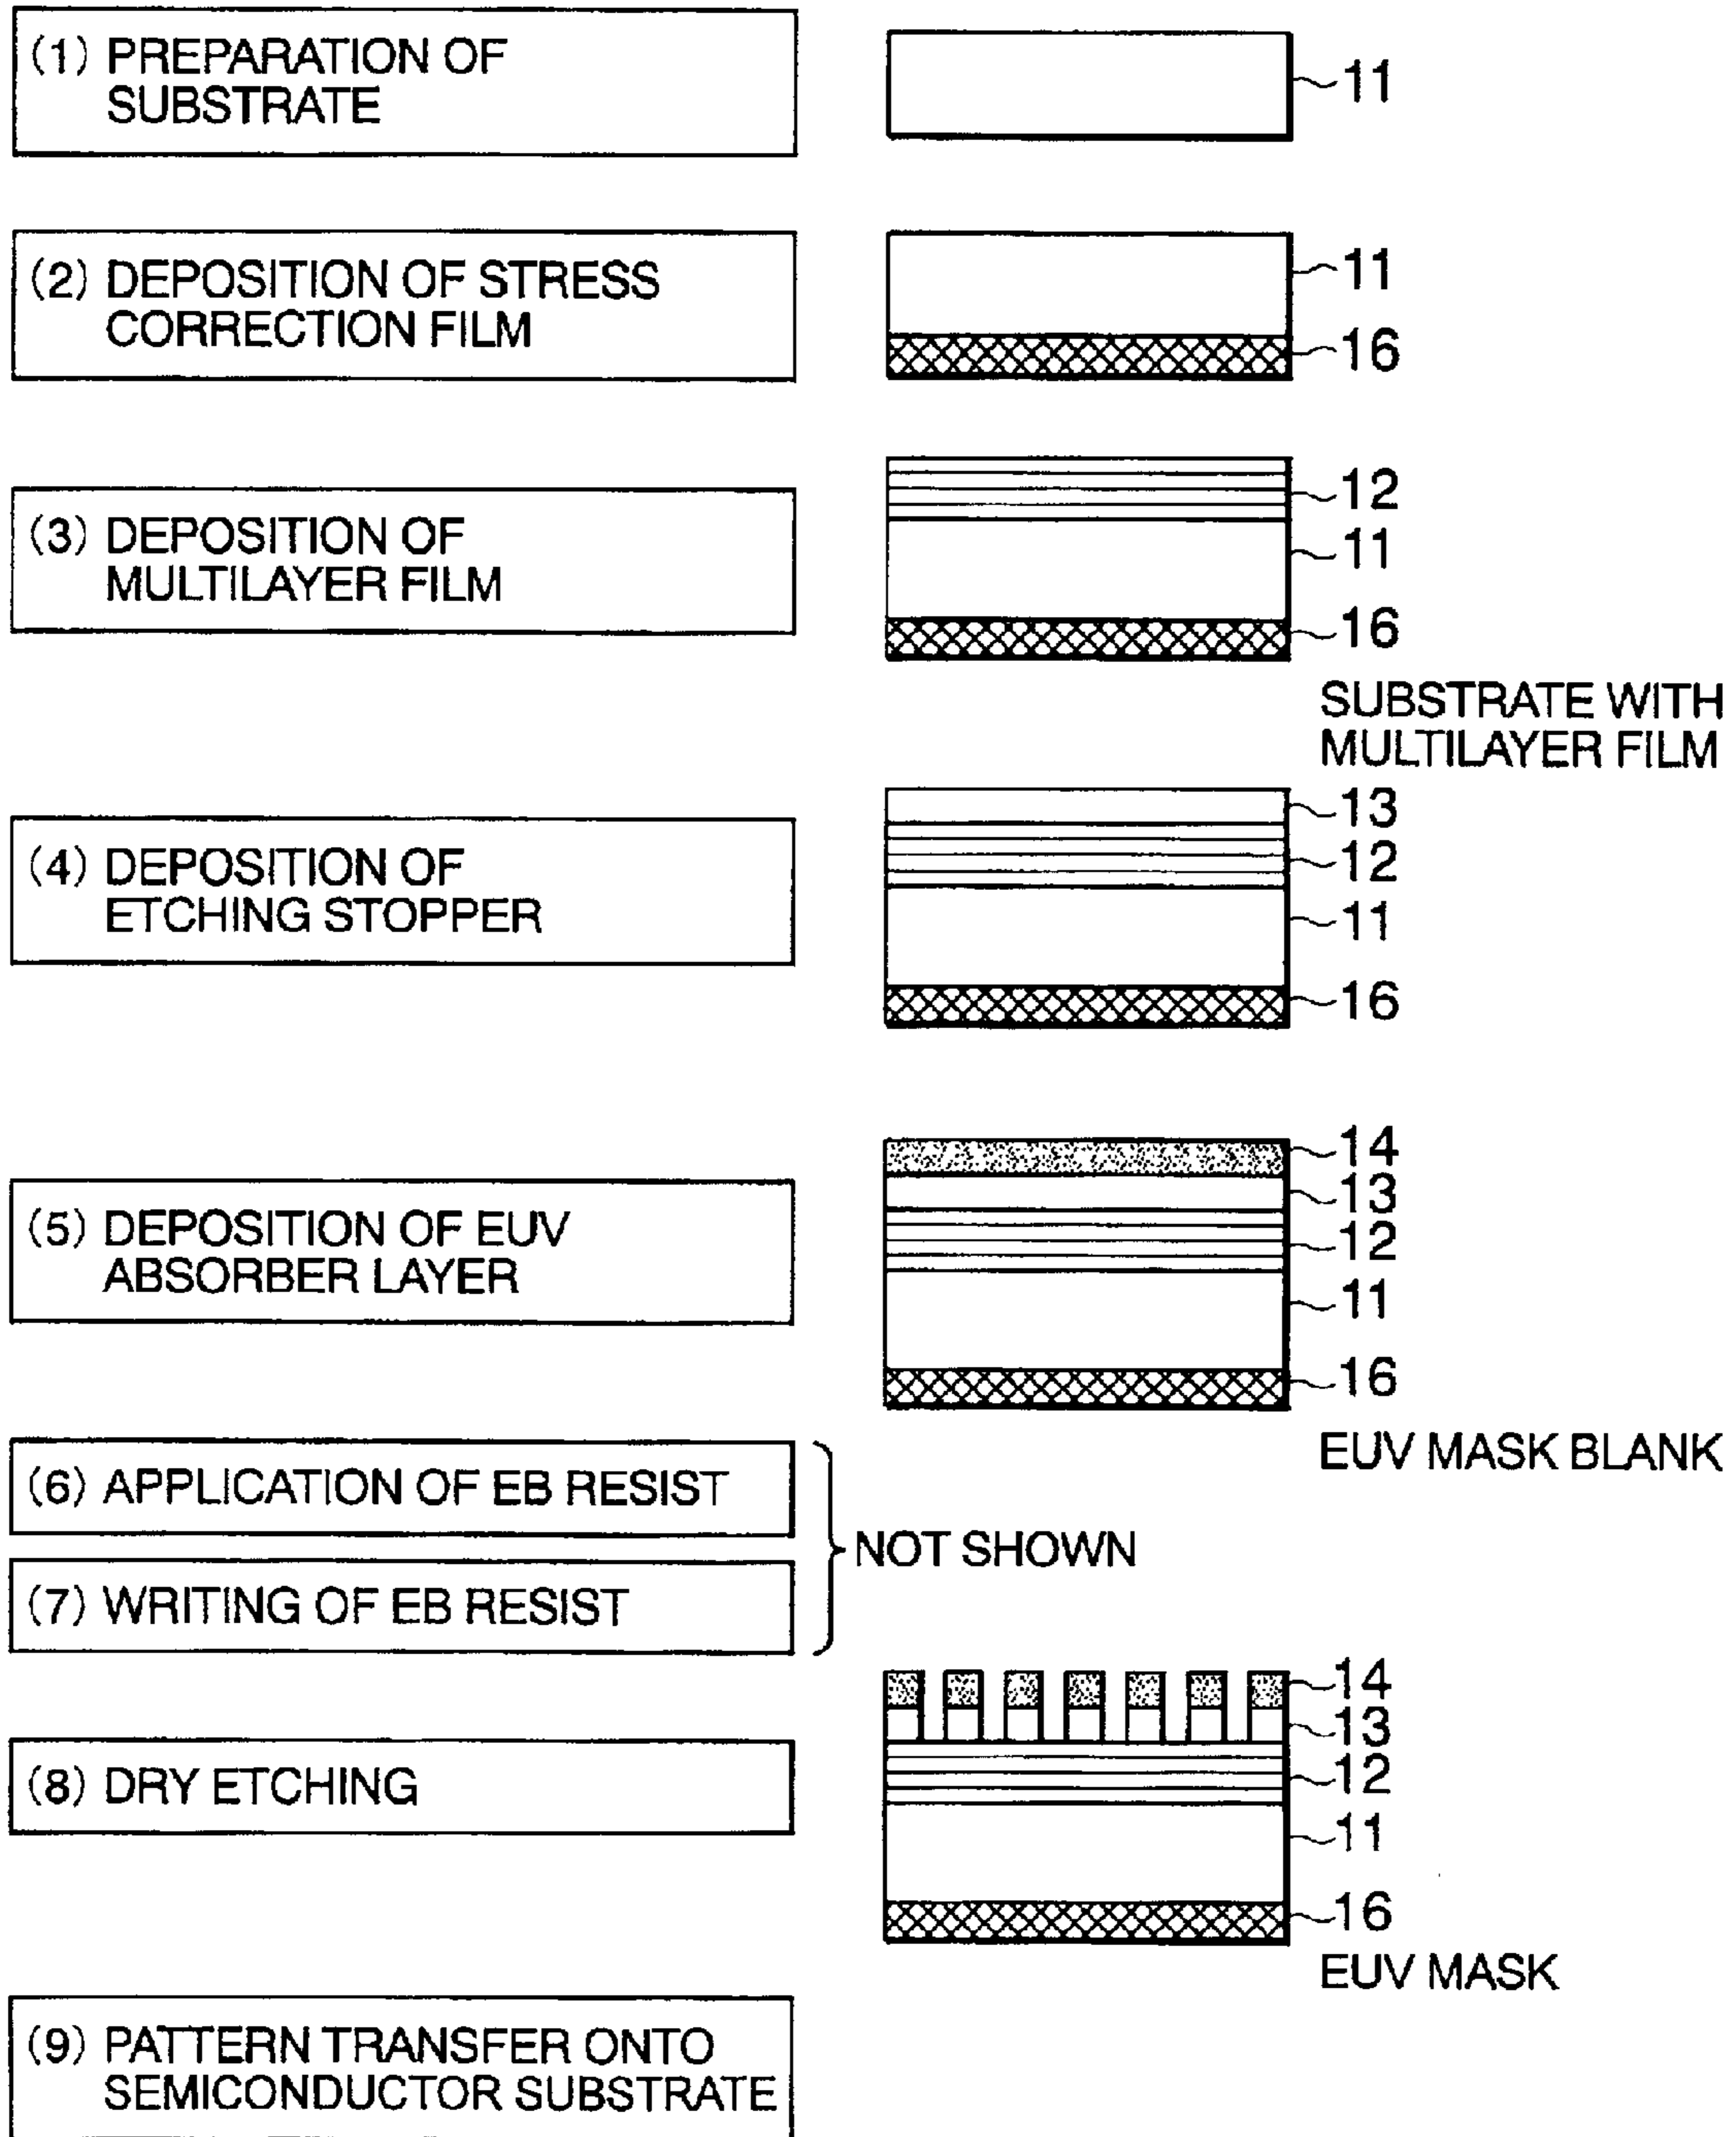 (1) PREPARATION OF
SUBSTRATE
11
(2) DEPOSITION OF STRESS
CORRECTION FILM
11
16
(3) DEPOSITION OF
MULTILAYER FILM
12
11
16
SUBSTRATE WITH
MULTILAYER FILM
(4) DEPOSITION OF
ETCHING STOPPER
13
12
11
16
(5) DEPOSITION OF EUV
ABSORBER LAYER
14
13
12
11
16
EUV MASK BLANK
(6) APPLICATION OF EB RESIST
(7) WRITING OF EB RESIST
NOT SHOWN
(8) DRY ETCHING
14
13
12
11
16
EUV MASK
(9) PATTERN TRANSFER ONTO
SEMICONDUCTOR SUBSTRATE